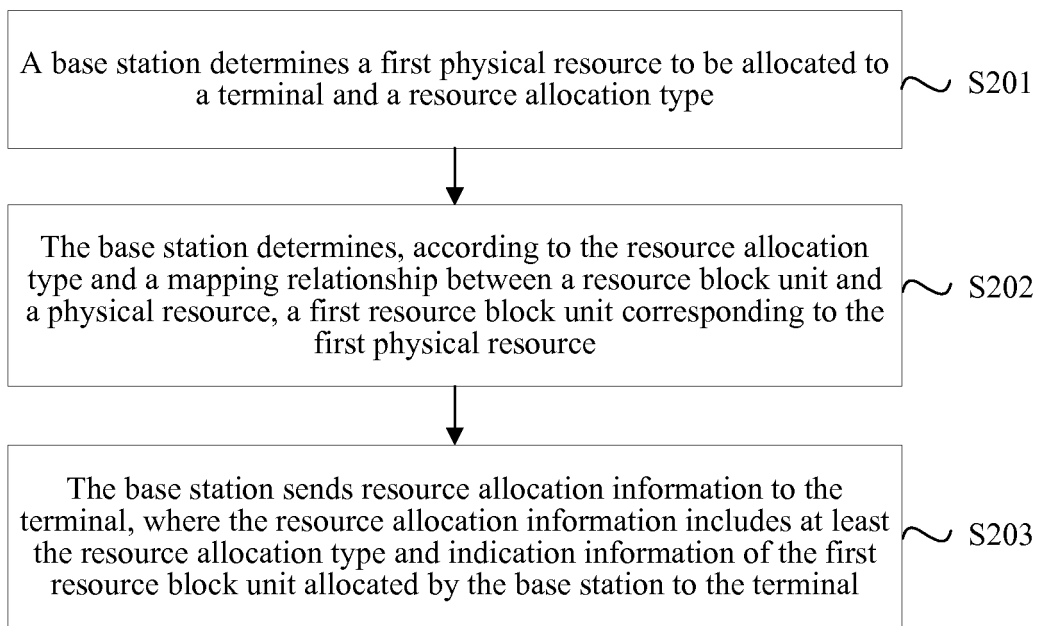 A base station determines a first physical resource to be allocated to
a terminal and a resource allocation type
S201
The base station determines, according to the resource allocation
type and a mapping relationship between a resource block unit and
a physical resource, a first resource block unit corresponding to the
first physical resource
S202
The base station sends resource allocation information to the
terminal, where the resource allocation information includes at least
the resource allocation type and indication information of the first
resource block unit allocated by the base station to the terminal
S203